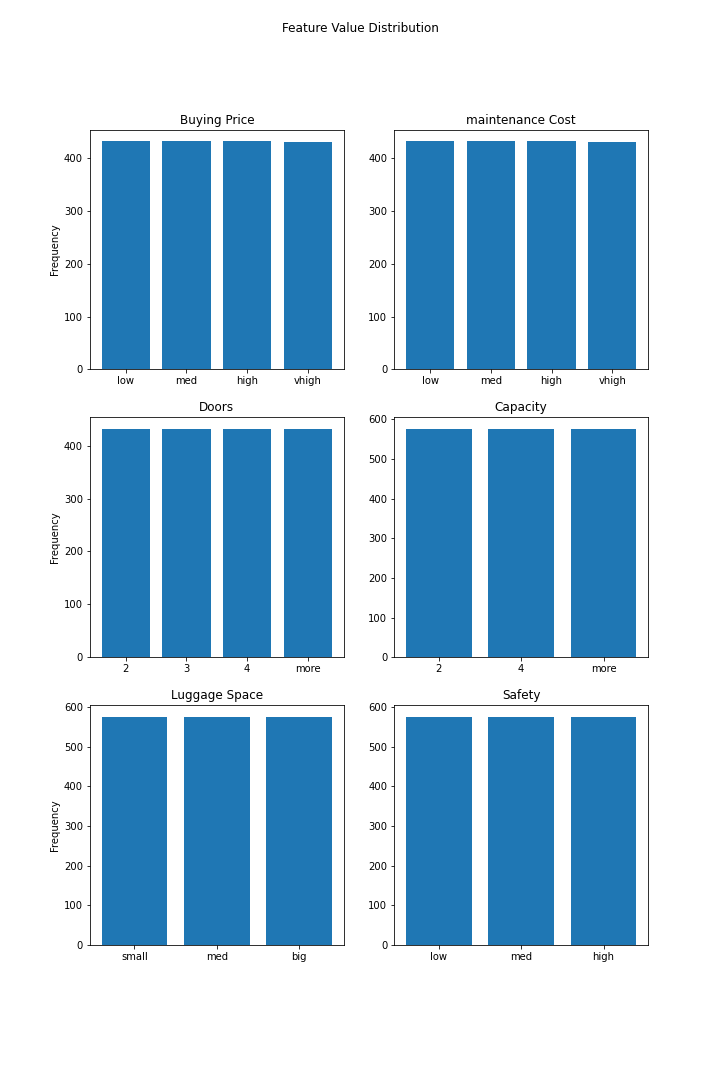 Feature Value Distribution
Buying Price
maintenance Cost
400
300
200
100
0
Frequency
low med high vhigh
400
300
200
100
0
low med high vhigh
Doors
Capacity
400
300
200
100
0
Frequency
2 3 4 more
600
500
400
300
200
100
0
2 4 more
Luggage Space
Safety
600
500
400
300
200
100
0
Frequency
small med big
600
500
400
300
200
100
0
low med high